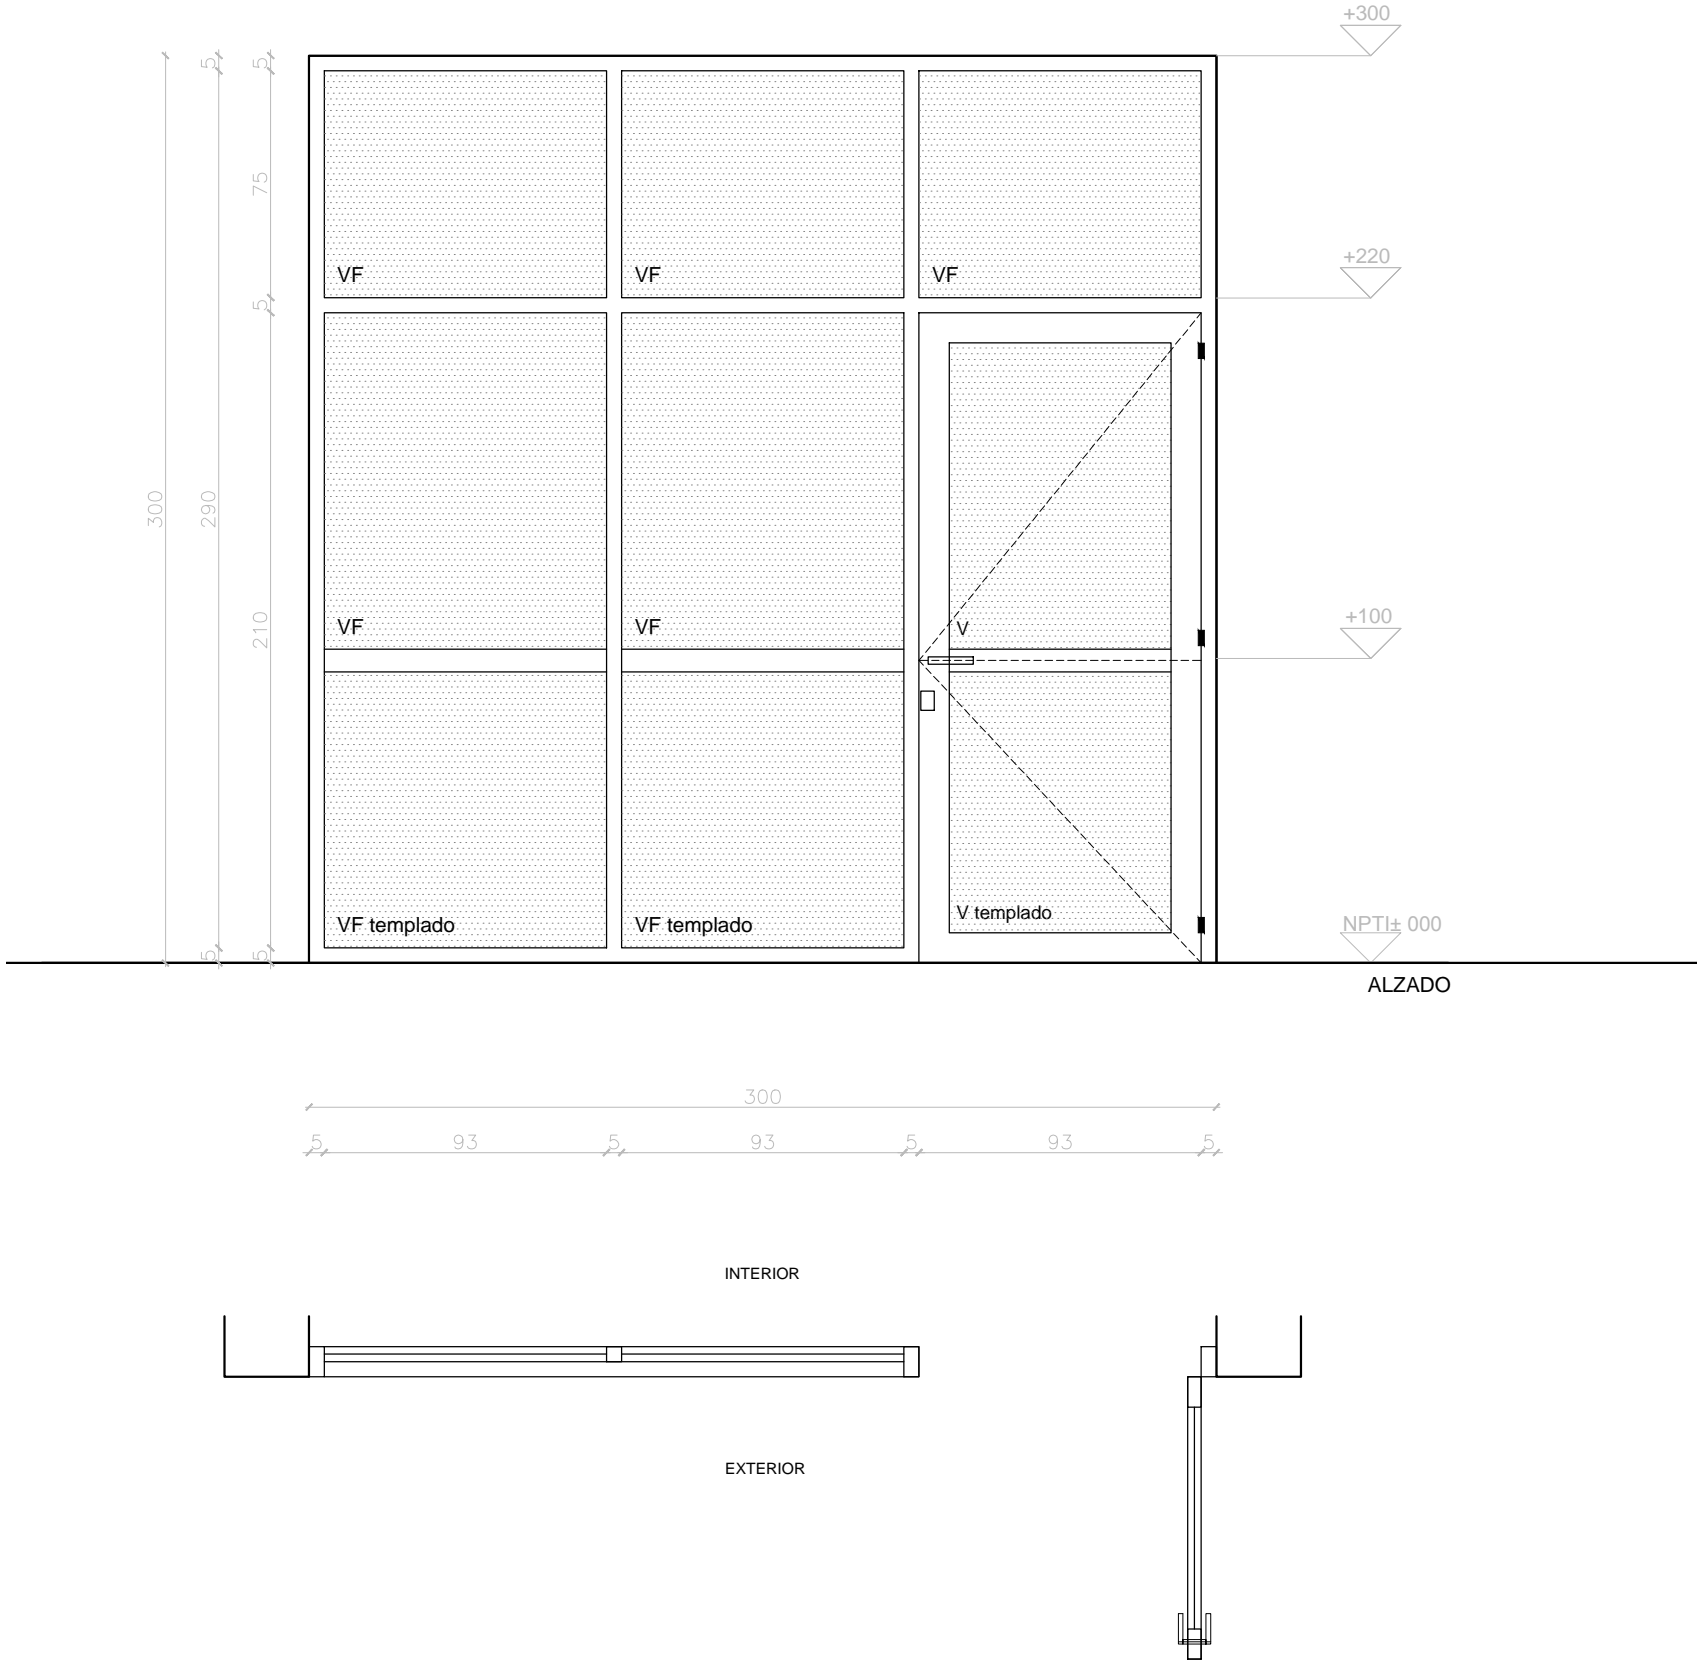 +300
5 5
75
VF VF VF
+220
5
300 290 210
VF VF V
+100
VF templado VF templado V templado
NPTI± 000
5 5
ALZADO
300
5 93 5 93 5 93 5
INTERIOR
EXTERIOR